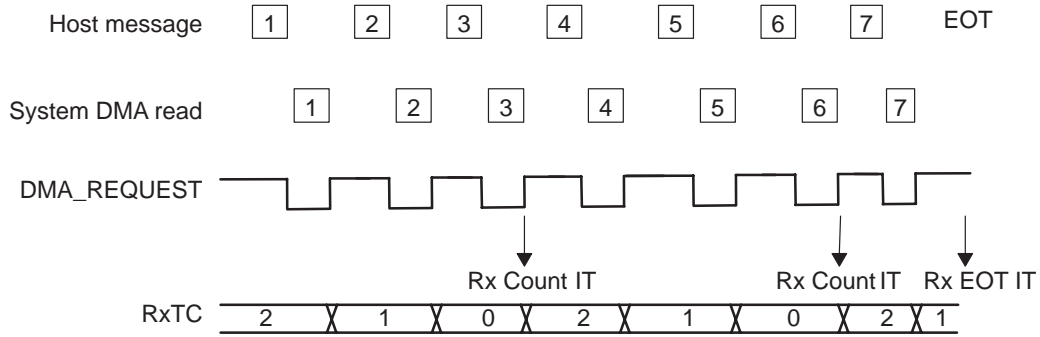 Host message 1 2 3 4 5 6 7 EOT
System DMA read 1 2 3 4 5 6 7
DMA_REQUEST
Rx Count IT Rx Count IT Rx EOT IT
RxTC 2 1 0 2 1 0 2 1